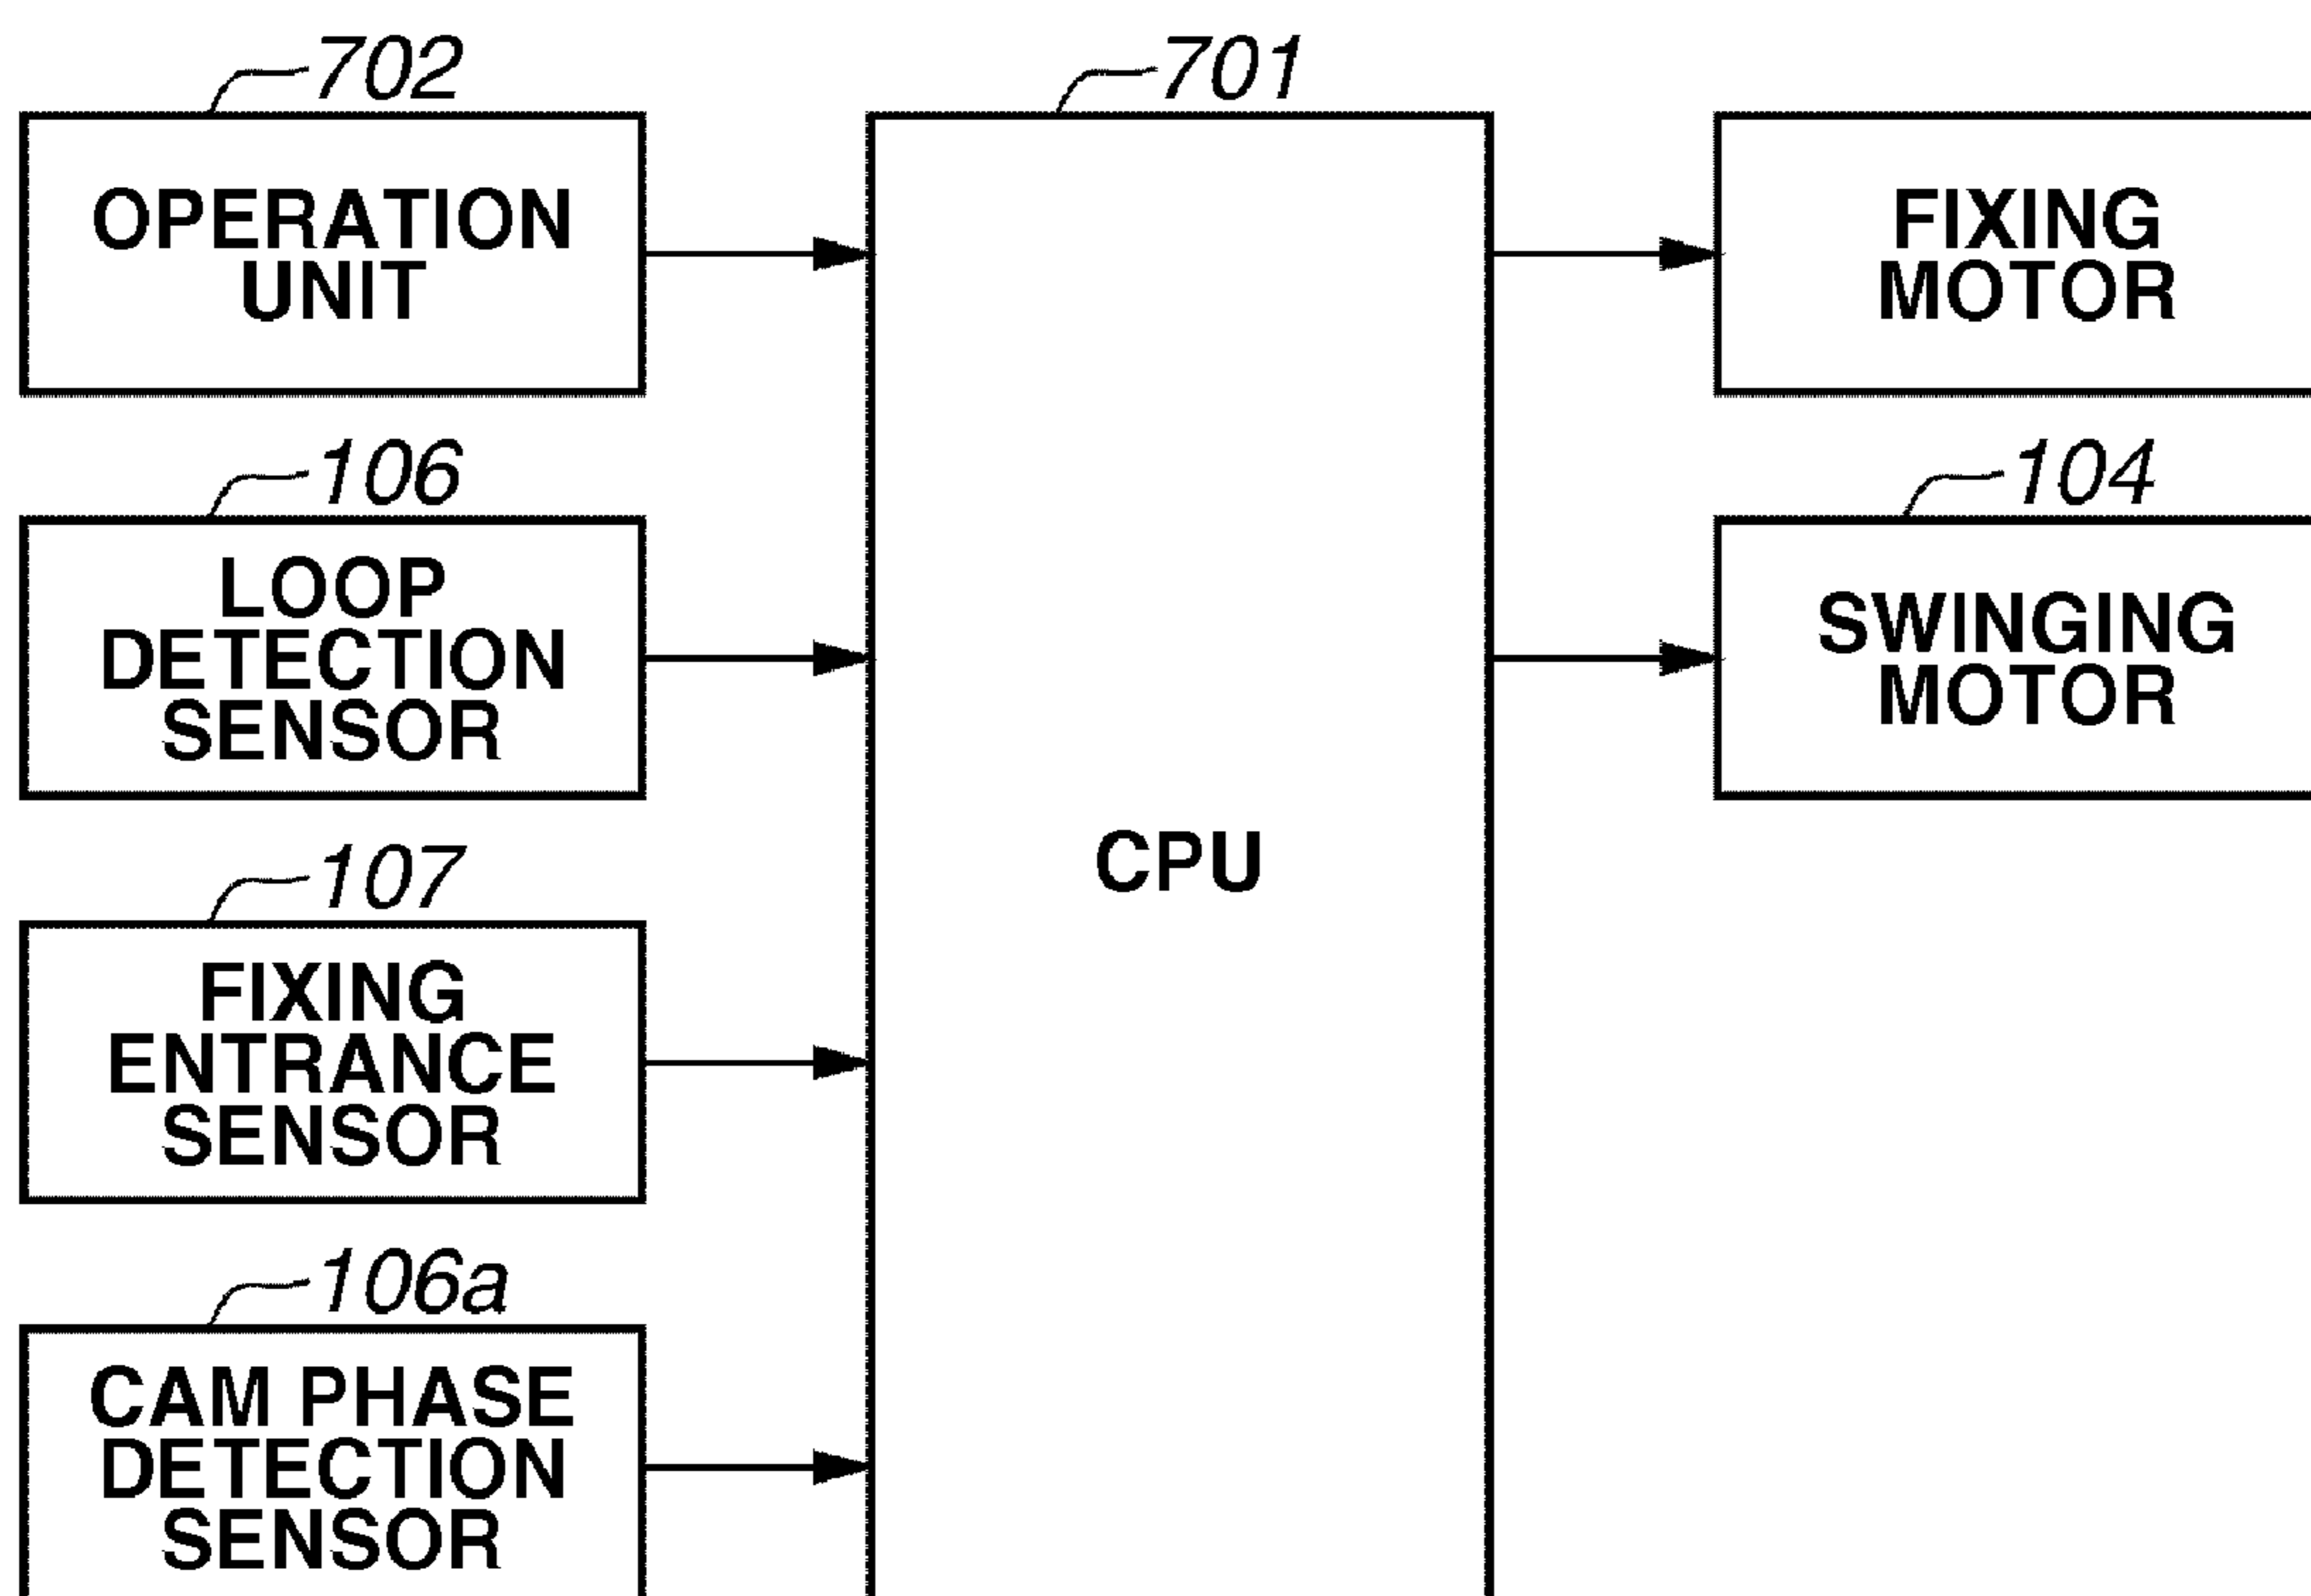 702
OPERATION
UNIT
106
LOOP
DETECTION
SENSOR
107
FIXING
ENTRANCE
SENSOR
106a
CAM PHASE
DETECTION
SENSOR
701
CPU
FIXING
MOTOR
104
SWINGING
MOTOR